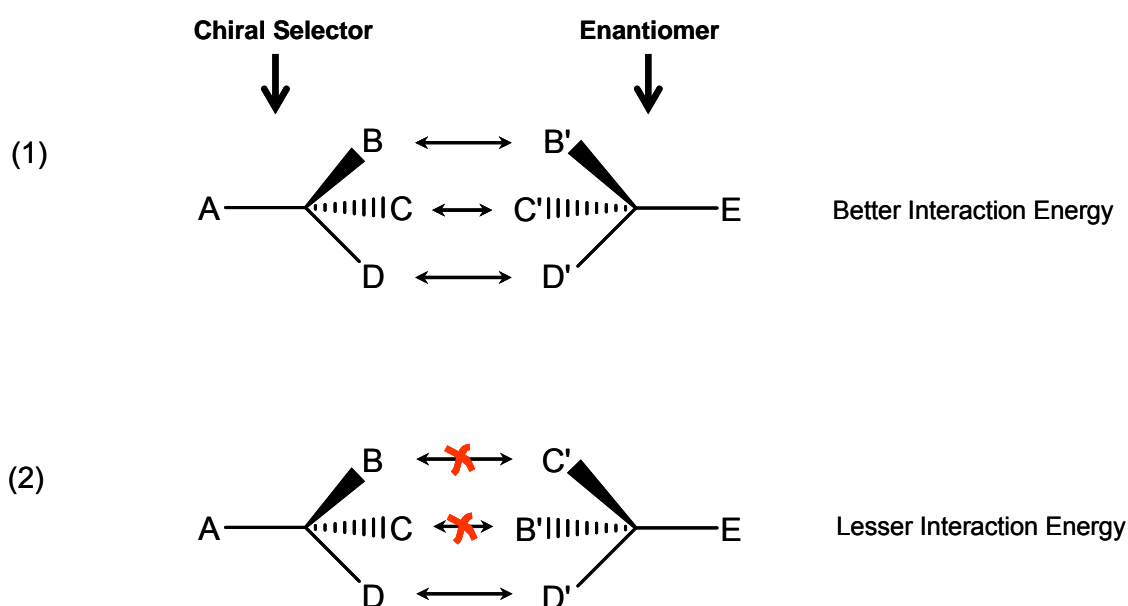 Chiral Selector Enantiomer
(1)
B B'
A C C' E Better Interaction Energy
D D'
(2)
B C'
A C B' E Lesser Interaction Energy
D D'